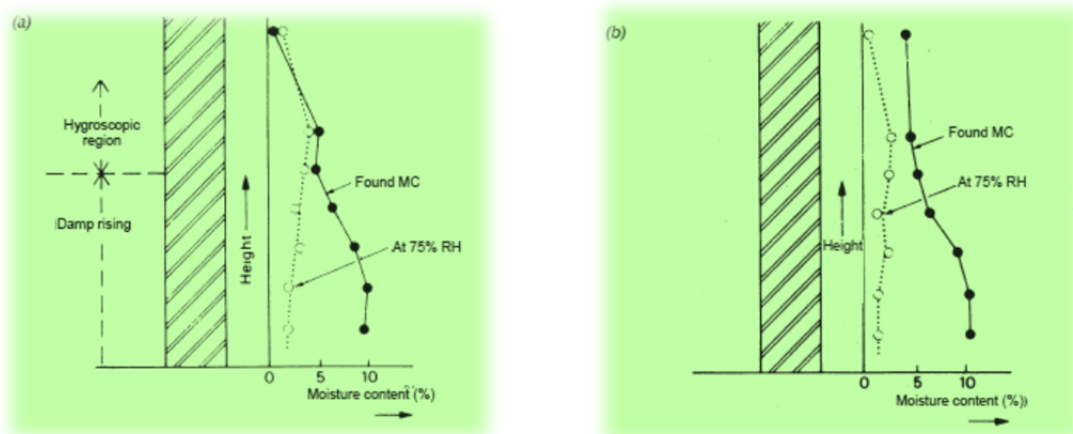 (a)
Hygroscopic
region
Damp rising
Height
Found MC
At 75% RH
0 5 10
Moisture content (%)
(b)
Found MC
At 75% RH
Height
0 5 10
Moisture content (%))